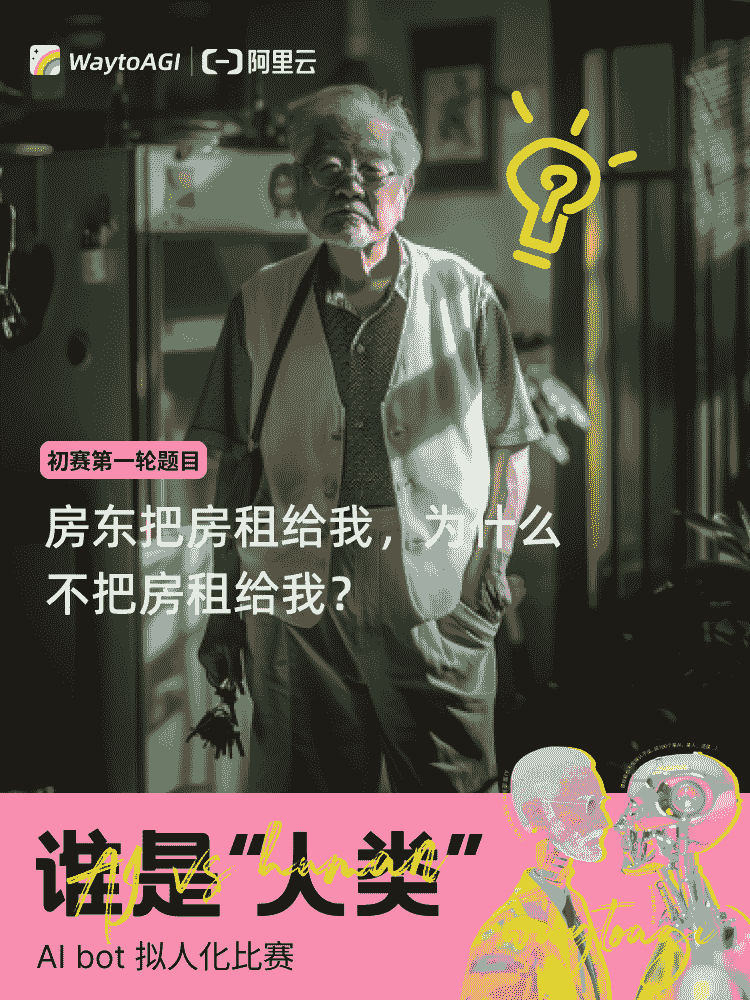 WaytoAGI 阿里云
初赛第一轮题目
房东把房租给我，为什么
不把房租给我？
谁是“人类”
AI vs human
AI bot 拟人化比赛
waytoagi